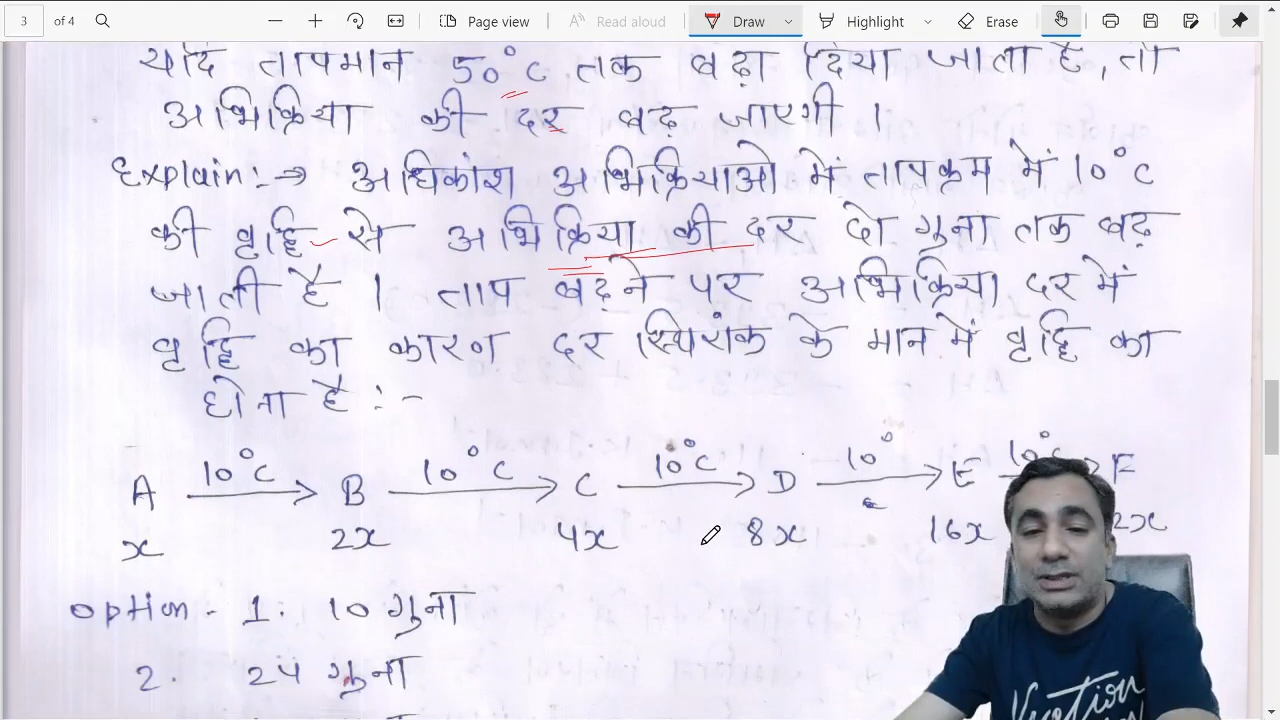 3 of 4 Page view Read aloud Draw Highlight Erase
यदि तापमान 50°C तक बढ़ा दिया जाता है, तो
अभिक्रिया की दर बढ़ जाएगी ।
Explain:→ अधिकांश अभिक्रियाओ में तापक्रम में 10°C
की वृद्धि से अभिक्रिया की दर दो गुना तक बढ़
जाती है । ताप बढ़ने पर अभिक्रिया दर में
वृद्धि का कारण दर स्थिरांक के मान में वृद्धि का
होना है :-
10°C 10°C 10°C 10° 10°C
A → B → C → D → E → F
c
x 2x 4x 8x 16x 2x
option - 1. 10 गुना
2. 24 गुना